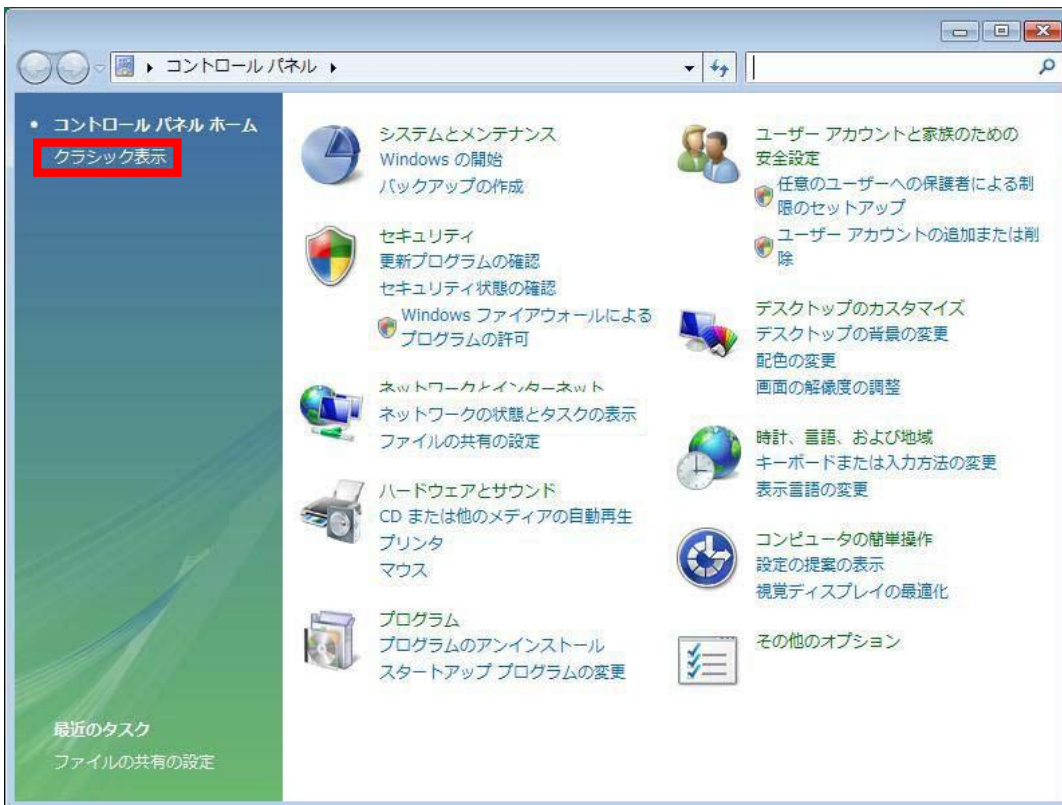 コントロール パネル
コントロール パネル ホーム
クラシック表示
最近のタスク
ファイルの共有の設定
システムとメンテナンス
Windows の開始
バックアップの作成
セキュリティ
更新プログラムの確認
セキュリティ状態の確認
Windows ファイアウォールによる
プログラムの許可
ネットワークとインターネット
ネットワークの状態とタスクの表示
ファイルの共有の設定
ハードウェアとサウンド
CD または他のメディアの自動再生
プリンタ
マウス
プログラム
プログラムのアンインストール
スタートアップ プログラムの変更
ユーザー アカウントと家族のための
安全設定
任意のユーザーへの保護者による制
限のセットアップ
ユーザー アカウントの追加または削
除
デスクトップのカスタマイズ
デスクトップの背景の変更
配色の変更
画面の解像度の調整
時計、言語、および地域
キーボードまたは入力方法の変更
表示言語の変更
コンピュータの簡単操作
設定の提案の表示
視覚ディスプレイの最適化
その他のオプション